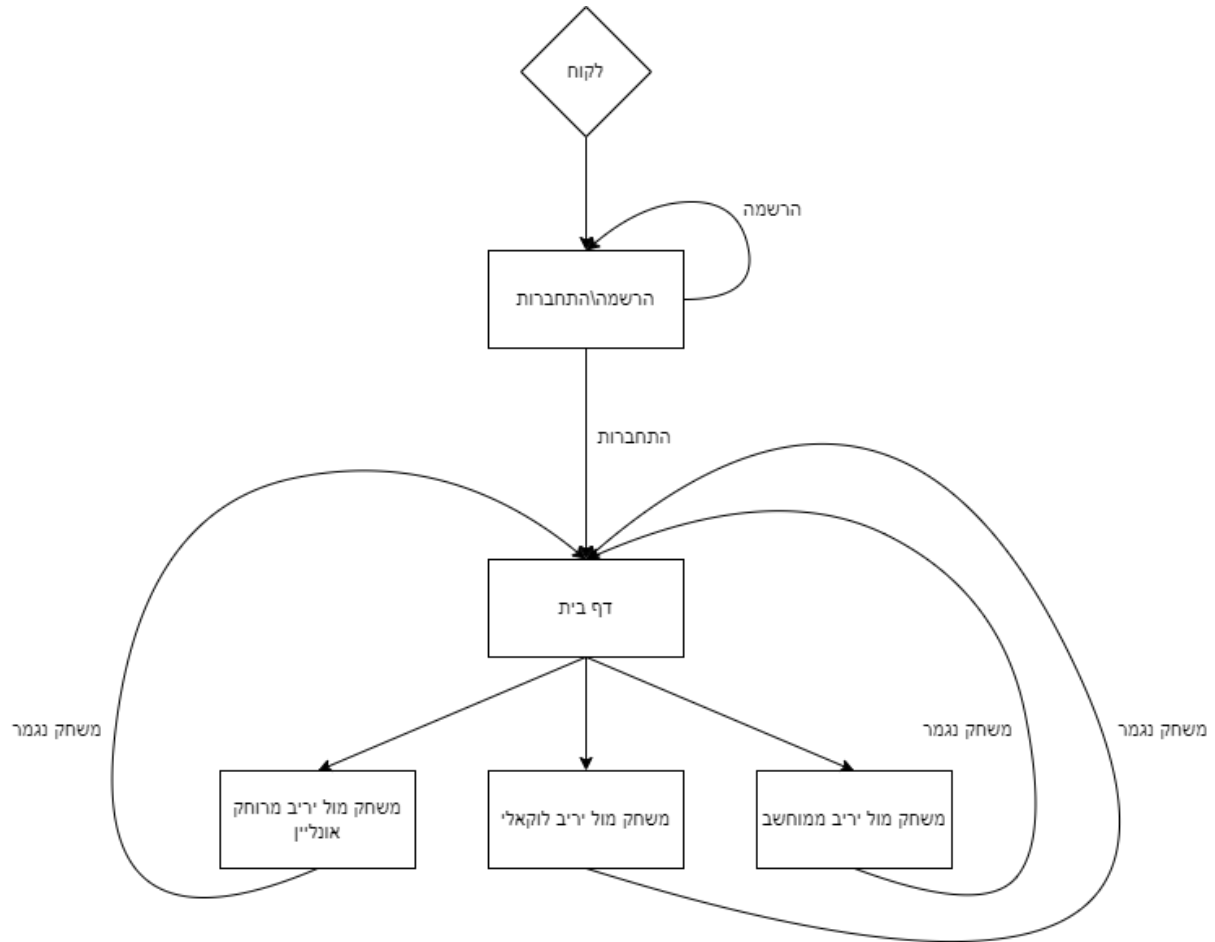 לקוח
הרשמה
הרשמה\התחברות
התחברות
דף בית
משחק נגמר
משחק נגמר
משחק נגמר
משחק מול יריב ממוחשב
משחק מול יריב לוקאלי
משחק מול יריב מרוחק
אונליין